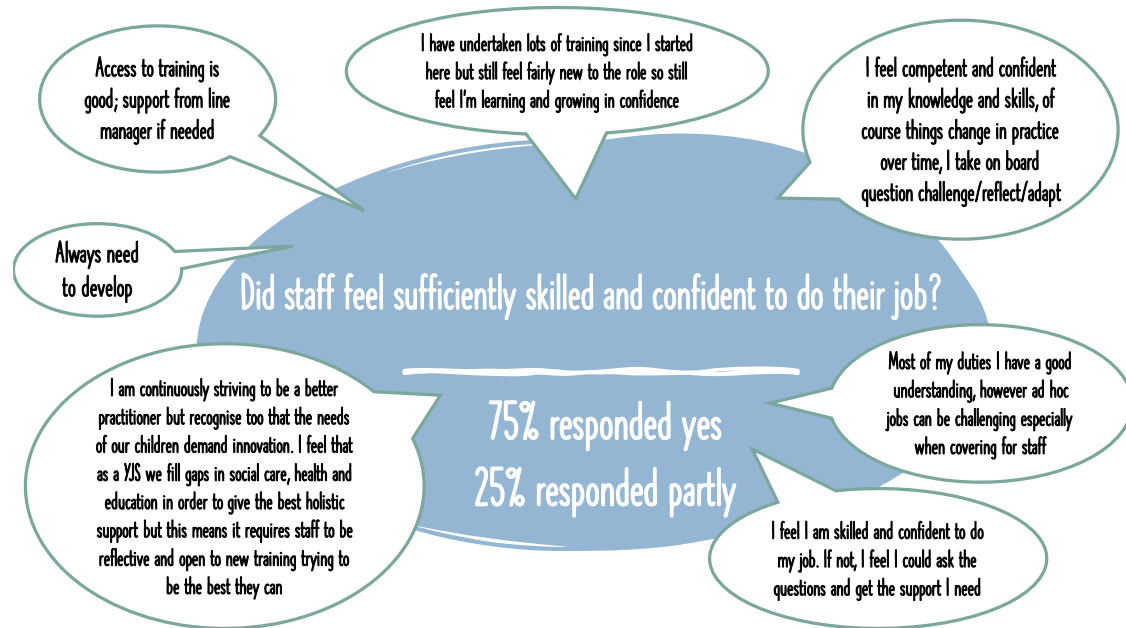 Access to training is
good; support from line
manager if needed
I have undertaken lots of training since I started
here but still feel fairly new to the role so still
feel I'm learning and growing in confidence
I feel competent and confident
in my knowledge and skills, of
course things change in practice
over time, I take on board
question challenge/reflect/adapt
Always need
to develop
Did staff feel sufficiently skilled and confident to do their job?
75% responded yes
25% responded partly
I am continuously striving to be a better
practitioner but recognise too that the needs
of our children demand innovation. I feel that
as a YJS we fill gaps in social care, health and
education in order to give the best holistic
support but this means it requires staff to be
reflective and open to new training trying to
be the best they can
Most of my duties I have a good
understanding, however ad hoc
jobs can be challenging especially
when covering for staff
I feel I am skilled and confident to do
my job. If not, I feel I could ask the
questions and get the support I need